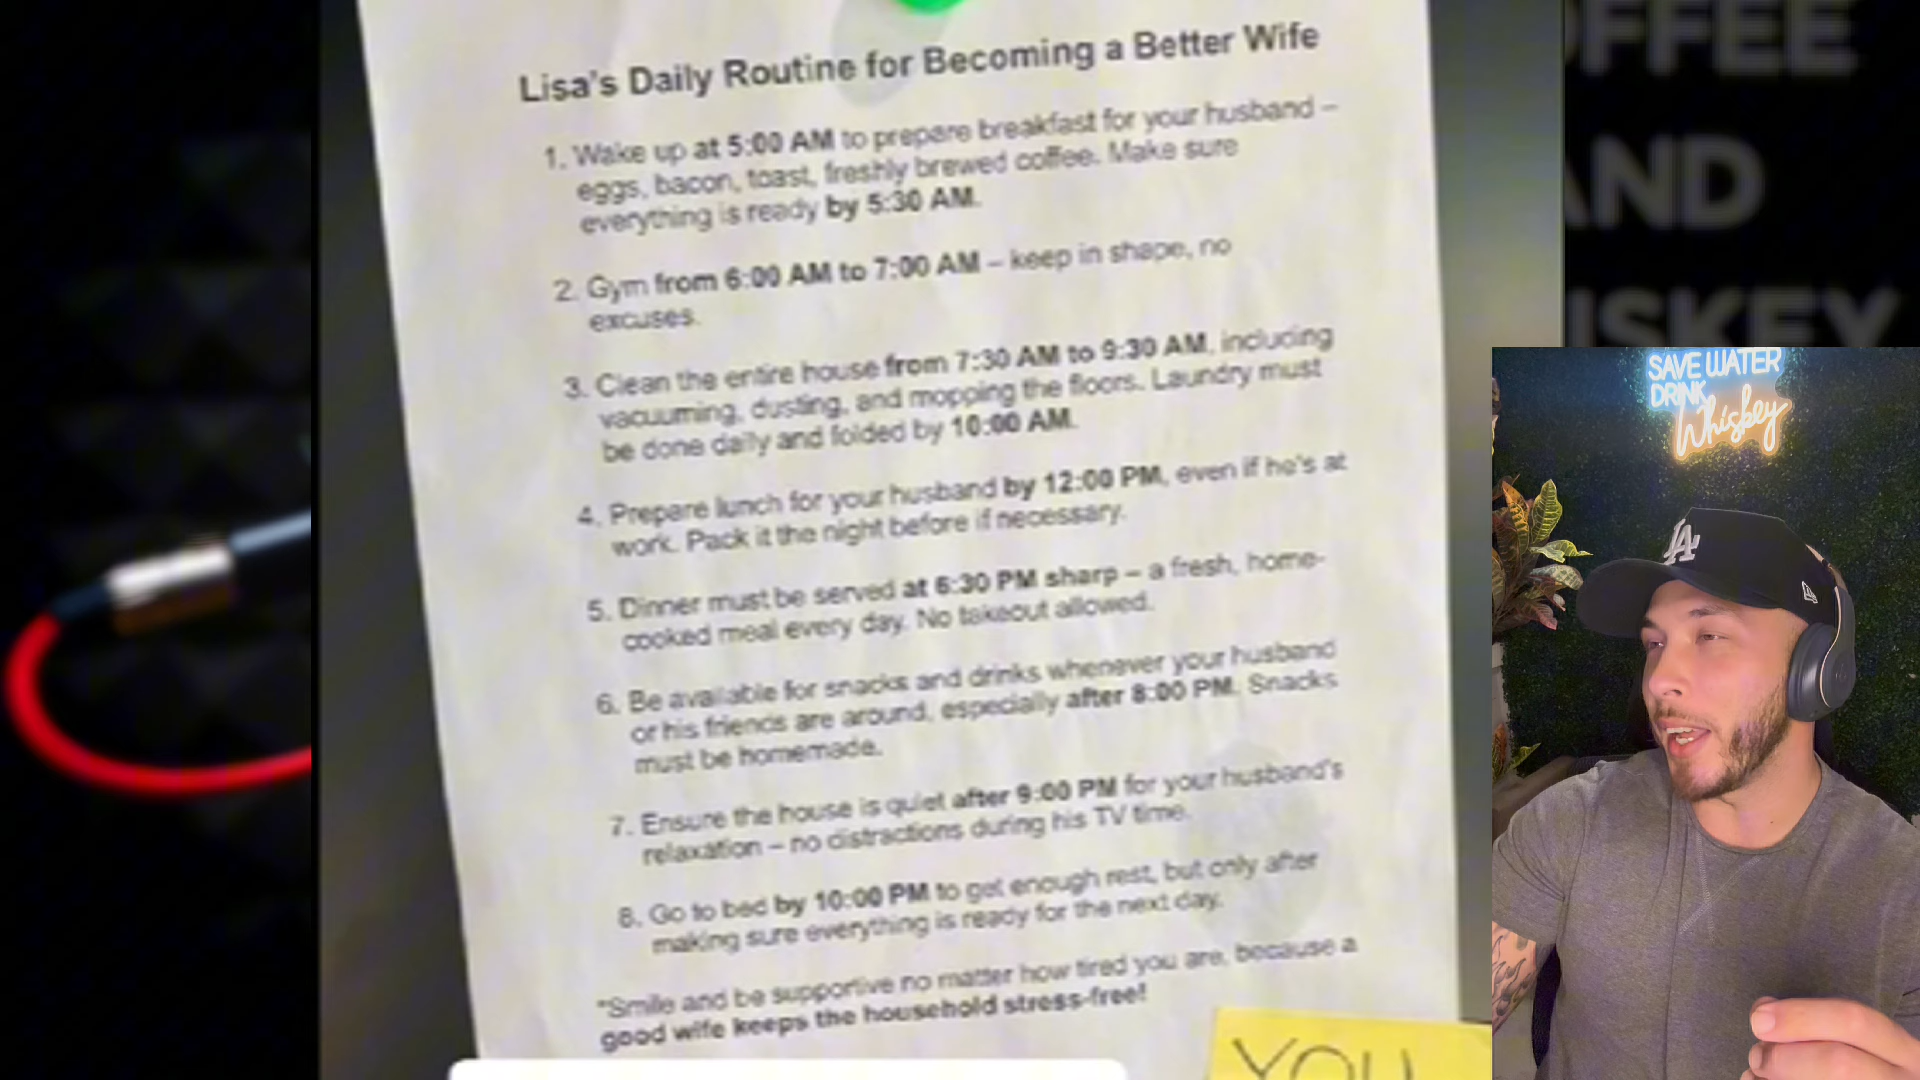 Lisa's Daily Routine for Becoming a Better Wife
1. Wake up at 5:00 AM to prepare breakfast for your husband –
eggs, bacon, toast, freshly brewed coffee. Make sure
everything is ready by 5:30 AM.
2. Gym from 6:00 AM to 7:00 AM – keep in shape, no
excuses.
3. Clean the entire house from 7:30 AM to 9:30 AM, including
vacuuming, dusting, and mopping the floors. Laundry must
be done daily and folded by 10:00 AM.
4. Prepare lunch for your husband by 12:00 PM, even if he's at
work. Pack it the night before if necessary.
5. Dinner must be served at 6:30 PM sharp – a fresh, home-
cooked meal every day. No takeout allowed.
6. Be available for snacks and drinks whenever your husband
or his friends are around, especially after 8:00 PM. Snacks
must be homemade.
7. Ensure the house is quiet after 9:00 PM for your husband's
relaxation – no distractions during his TV time.
8. Go to bed by 10:00 PM to get enough rest, but only after
making sure everything is ready for the next day.
*Smile and be supportive no matter how tired you are, because a
good wife keeps the household stress-free!
YOU
SAVE WATER
DRINK
Whiskey
LA